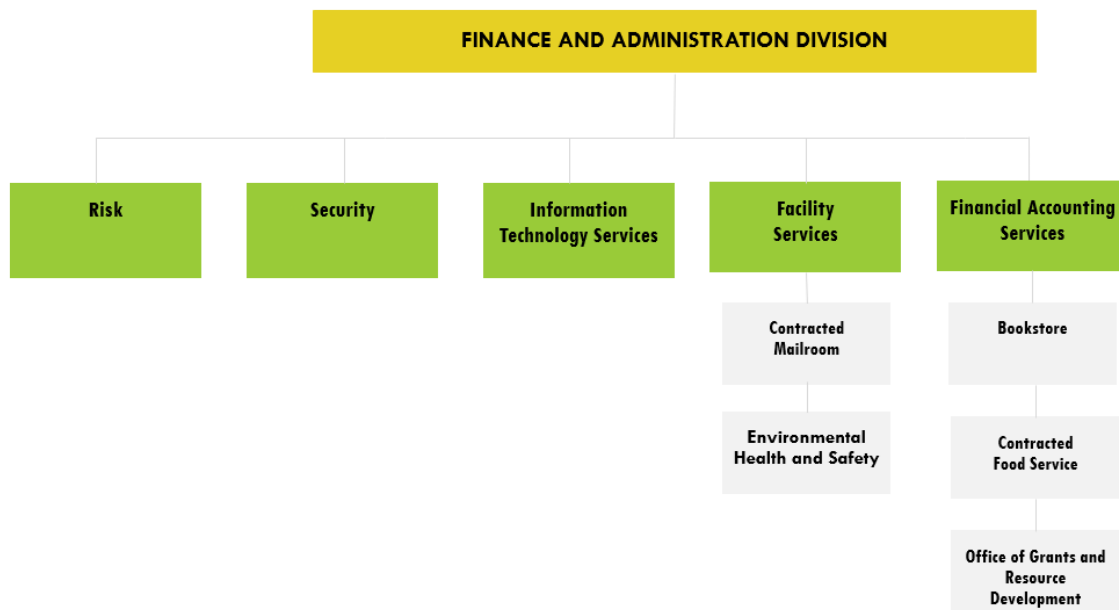 FINANCE AND ADMINISTRATION DIVISION
Risk
Security
Information
Technology Services
Facility
Services
Financial Accounting
Services
Contracted
Mailroom
Bookstore
Environmental
Health and Safety
Contracted
Food Service
Office of Grants and
Resource
Development